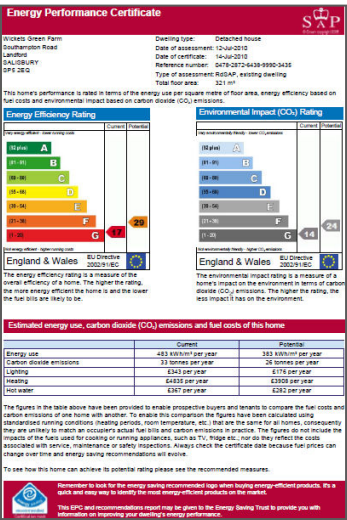 Energy Performance Certificate
SAP
Wickets Green Farm
Southampton Road
Landford
SALISBURY
Dwelling type: Detached house
Date of assessment: 12-Jul-2010
Date of certificate: 14-Jul-2010
Reference number: 0478-2872-6438-9990-3435
Type of assessment: RdSAP, existing dwelling
Total floor area: 321 m²
This home's performance is rated in terms of the energy use per square metre of floor area, energy efficiency based on
fuel costs and environmental impact based on carbon dioxide (CO₂) emissions.
Energy Efficiency Rating
Current Potential
Very energy efficient - lower running costs
(92 plus) A
(81 - 91) B
(69 - 80) C
(55 - 68) D
(39 - 54) E
(21 - 38) F
(1 - 20) G
17
29
Not energy efficient - higher running costs
England & Wales
EU Directive
2002/91/EC
The energy efficiency rating is a measure of the
overall efficiency of a home. The higher the rating,
the more energy efficient the home is and the lower
the fuel bills are likely to be.
Environmental Impact (CO₂) Rating
Current Potential
Very environmentally friendly - lower CO₂ emissions
(92 plus) A
(81 - 91) B
(69 - 80) C
(55 - 68) D
(39 - 54) E
(21 - 38) F
(1 - 20) G
14
24
Not environmentally friendly - higher CO₂ emissions
England & Wales
EU Directive
2002/91/EC
The environmental impact rating is a measure of a
home's impact on the environment in terms of carbon
dioxide (CO₂) emissions. The higher the rating, the
less impact it has on the environment.
Estimated energy use, carbon dioxide (CO₂) emissions and fuel costs of this home
Current Potential
Energy use 483 kWh/m² per year 383 kWh/m² per year
Carbon dioxide emissions 33 tonnes per year 26 tonnes per year
Lighting £343 per year £176 per year
Heating £4835 per year £3908 per year
Hot water £367 per year £292 per year
The figures in the table above have been provided to enable prospective buyers and tenants to compare the fuel costs and
carbon emissions of one home with another. To enable this comparison the figures have been calculated using
standardised running conditions (heating periods, room temperature, etc.) that are the same for all homes, consequently
they are unlikely to match an occupier's actual fuel bills and carbon emissions in practice. The figures do not include the
impacts of the fuels used for cooking or running appliances, such as TV, fridge etc.; nor do they reflect the costs
associated with service, maintenance or safety inspections. Always check the certificate date because fuel prices can
change over time and energy saving recommendations will evolve.
To see how this home can achieve its potential rating please see the recommended measures.
Remember to look for the energy saving recommended logo when buying energy-efficient products. It's a
quick and easy way to identify the most energy-efficient products on the market.
This EPC and recommendations report may be given to the Energy Saving Trust to provide you with
information on improving your dwelling's energy performance.